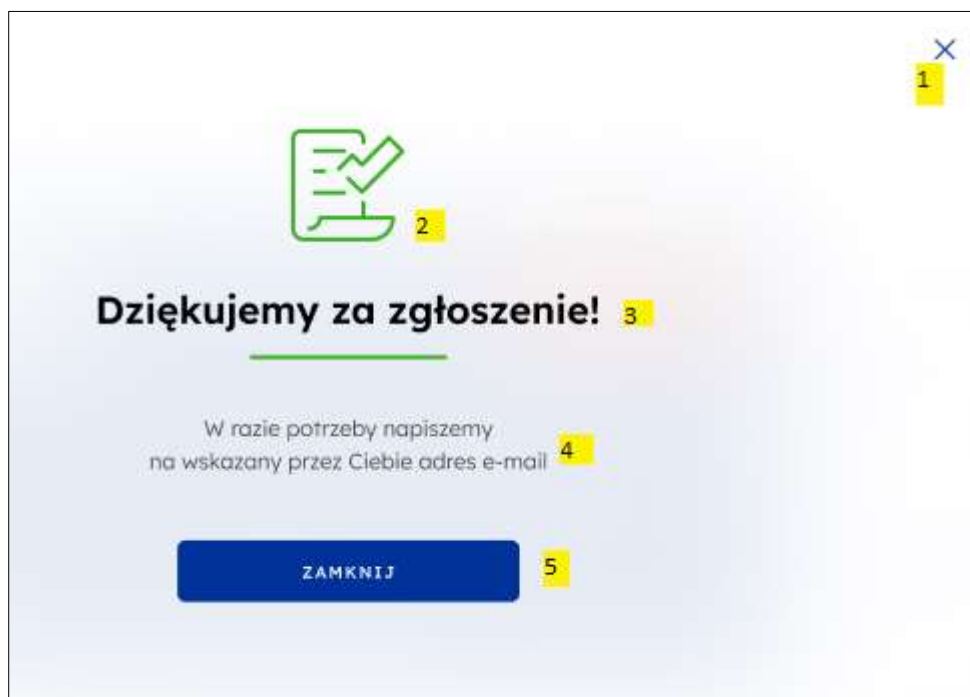 1
2
Dziękujemy za zgłoszenie! 3
W razie potrzeby napiszemy
na wskazany przez Ciebie adres e-mail 4
ZAMKNIJ 5